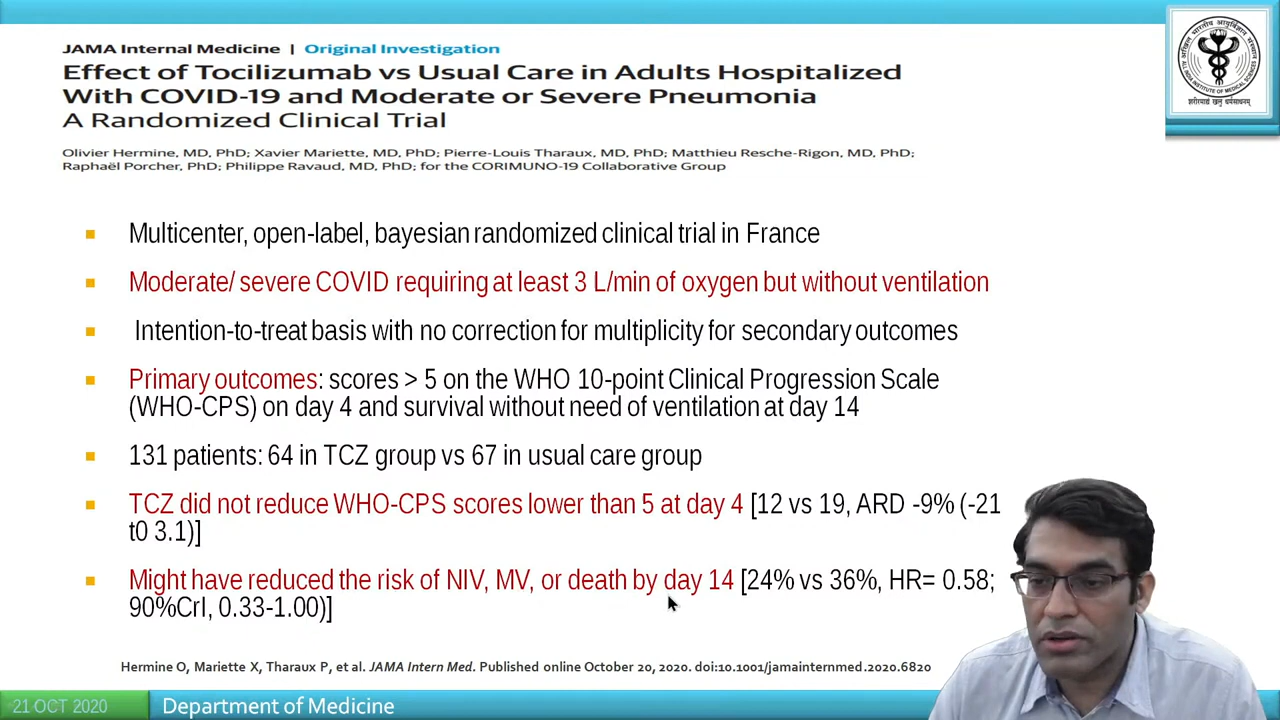 JAMA Internal Medicine | Original Investigation
Effect of Tocilizumab vs Usual Care in Adults Hospitalized
With COVID-19 and Moderate or Severe Pneumonia
A Randomized Clinical Trial
Olivier Hermine, MD, PhD; Xavier Mariette, MD, PhD; Pierre-Louis Tharaux, MD, PhD; Matthieu Resche-Rigon, MD, PhD;
Raphaël Porcher, PhD; Philippe Ravaud, MD, PhD; for the CORIMUNO-19 Collaborative Group
Multicenter, open-label, bayesian randomized clinical trial in France
Moderate/ severe COVID requiring at least 3 L/min of oxygen but without ventilation
Intention-to-treat basis with no correction for multiplicity for secondary outcomes
Primary outcomes: scores > 5 on the WHO 10-point Clinical Progression Scale
(WHO-CPS) on day 4 and survival without need of ventilation at day 14
131 patients: 64 in TCZ group vs 67 in usual care group
TCZ did not reduce WHO-CPS scores lower than 5 at day 4 [12 vs 19, ARD -9% (-21
t0 3.1)]
Might have reduced the risk of NIV, MV, or death by day 14 [24% vs 36%, HR= 0.58;
90%CrI, 0.33-1.00)]
Hermine O, Mariette X, Tharaux P, et al. JAMA Intern Med. Published online October 20, 2020. doi:10.1001/jamainternmed.2020.6820
21 OCT 2020
Department of Medicine